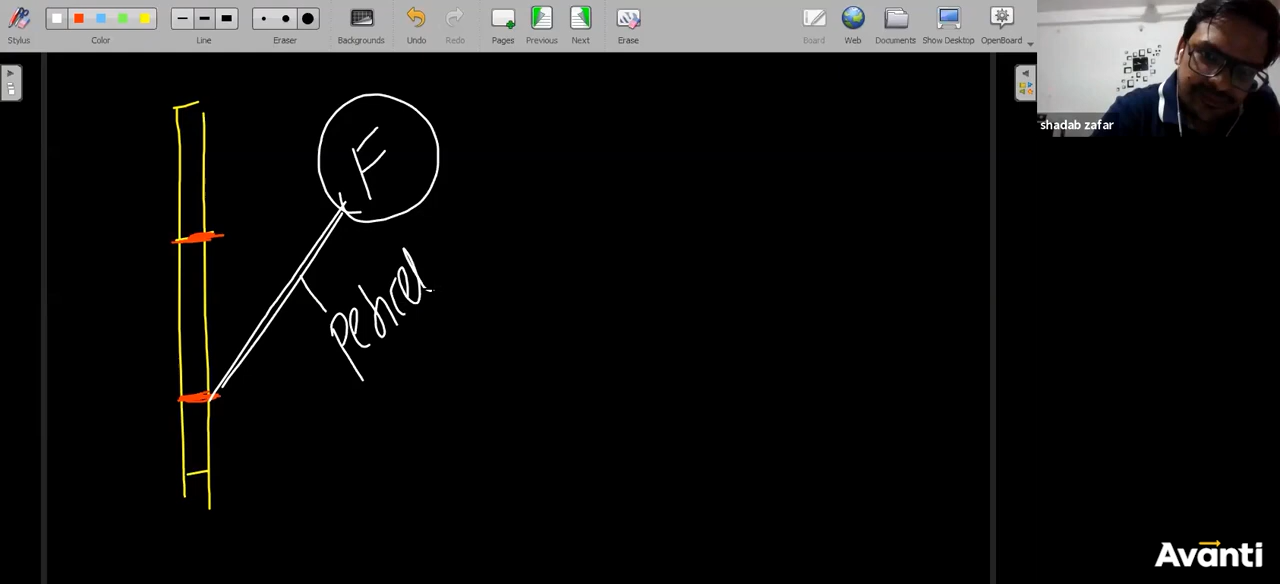 Stylus
Color
Line
Eraser
Backgrounds
Undo
Redo
Pages
Previous
Next
Erase
Board
Web
Documents
Show Desktop
OpenBoard
shadab zafar
F
Pedicel
Avanti